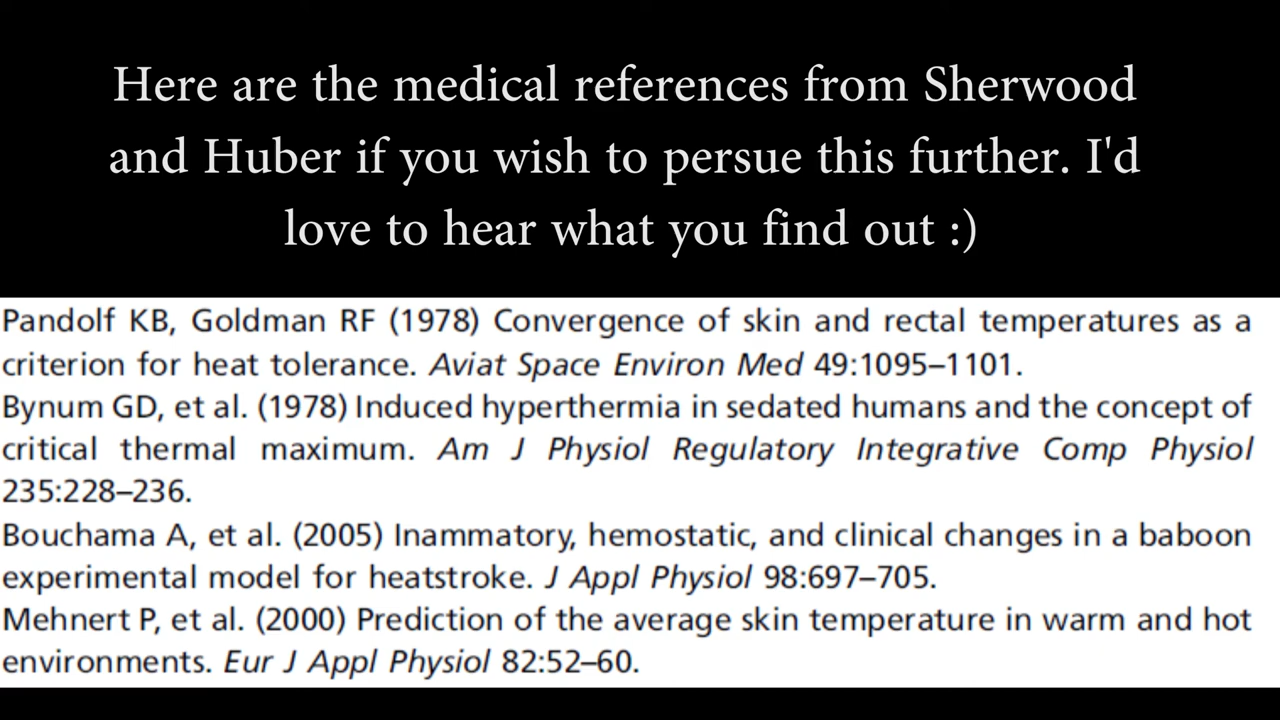 Here are the medical references from Sherwood
and Huber if you wish to persue this further. I'd
love to hear what you find out :)
Pandolf KB, Goldman RF (1978) Convergence of skin and rectal temperatures as a
criterion for heat tolerance. Aviat Space Environ Med 49:1095–1101.
Bynum GD, et al. (1978) Induced hyperthermia in sedated humans and the concept of
critical thermal maximum. Am J Physiol Regulatory Integrative Comp Physiol
235:228–236.
Bouchama A, et al. (2005) Inammatory, hemostatic, and clinical changes in a baboon
experimental model for heatstroke. J Appl Physiol 98:697–705.
Mehnert P, et al. (2000) Prediction of the average skin temperature in warm and hot
environments. Eur J Appl Physiol 82:52–60.